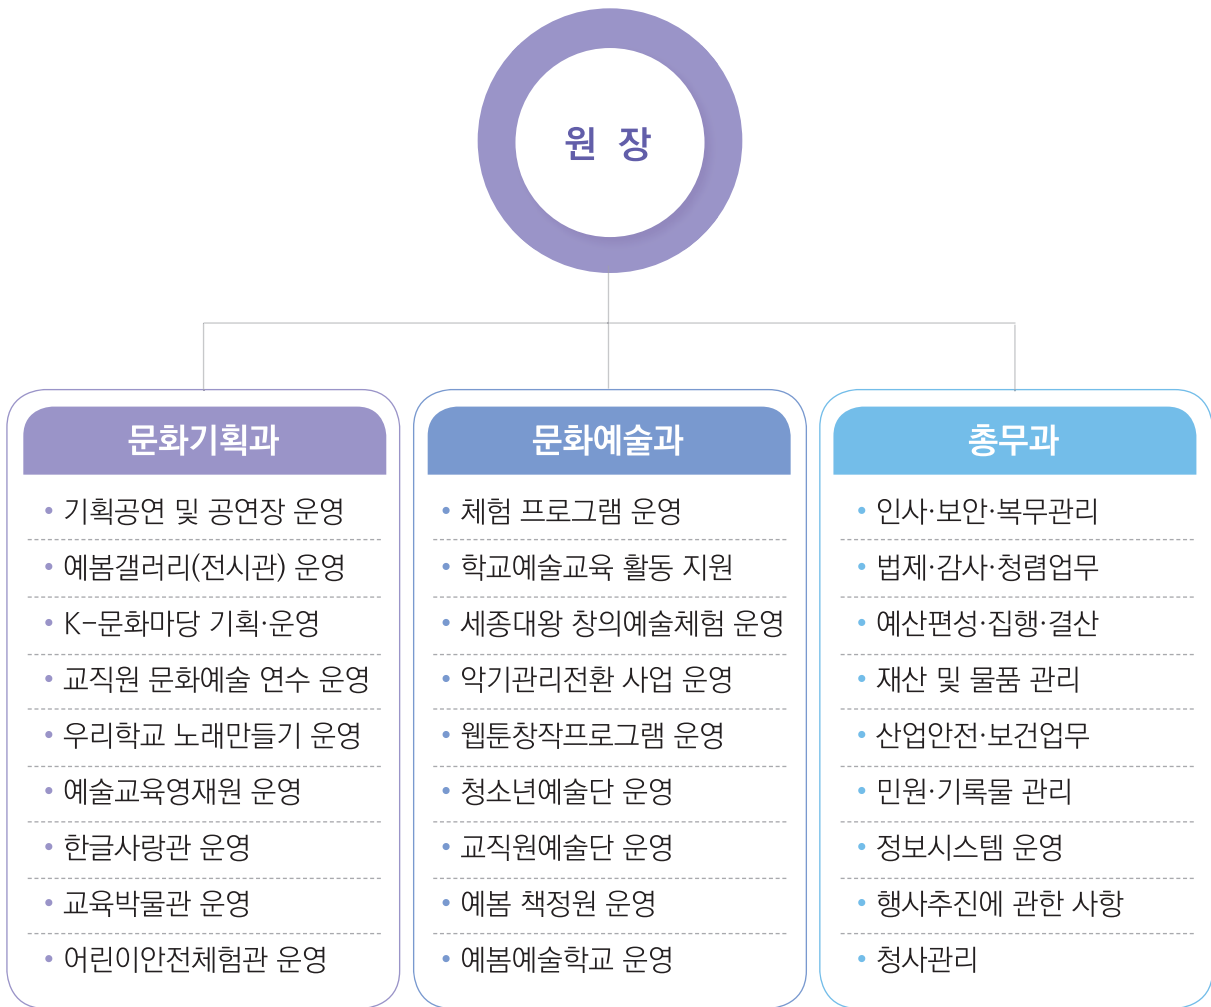 원 장
문화기획과
• 기획공연 및 공연장 운영
• 예봄갤러리(전시관) 운영
• K-문화마당 기획·운영
• 교직원 문화예술 연수 운영
• 우리학교 노래만들기 운영
• 예술교육영재원 운영
• 한글사랑관 운영
• 교육박물관 운영
• 어린이안전체험관 운영
문화예술과
• 체험 프로그램 운영
• 학교예술교육 활동 지원
• 세종대왕 창의예술체험 운영
• 악기관리전환 사업 운영
• 웹툰창작프로그램 운영
• 청소년예술단 운영
• 교직원예술단 운영
• 예봄 책정원 운영
• 예봄예술학교 운영
총무과
• 인사·보안·복무관리
• 법제·감사·청렴업무
• 예산편성·집행·결산
• 재산 및 물품 관리
• 산업안전·보건업무
• 민원·기록물 관리
• 정보시스템 운영
• 행사추진에 관한 사항
• 청사관리